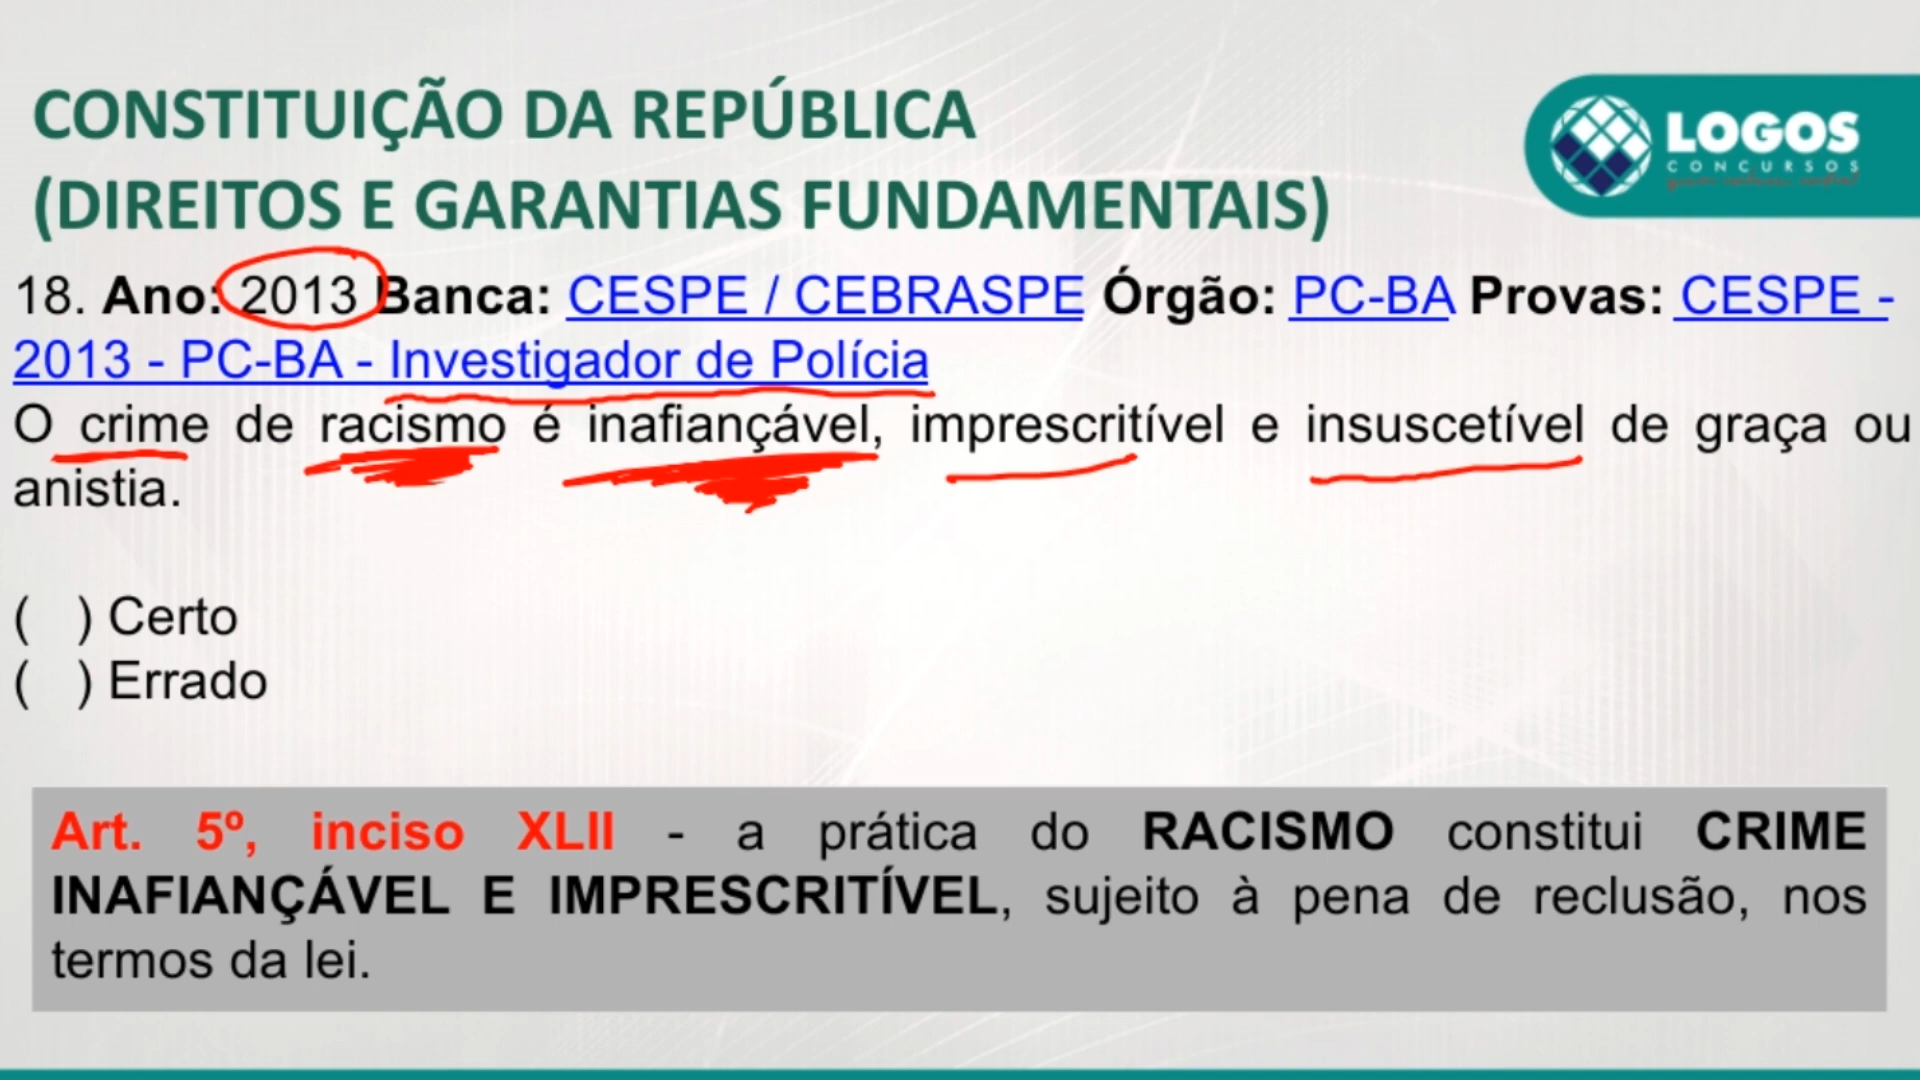 CONSTITUIÇÃO DA REPÚBLICA
(DIREITOS E GARANTIAS FUNDAMENTAIS)
LOGOS
CONCURSOS
18. Ano: 2013 Banca: CESPE / CEBRASPE Órgão: PC-BA Provas: CESPE -
2013 - PC-BA - Investigador de Polícia
O crime de racismo é inafiançável, imprescritível e insuscetível de graça ou
anistia.
( ) Certo
( ) Errado
Art. 5º, inciso XLII - a prática do RACISMO constitui CRIME
INAFIANÇÁVEL E IMPRESCRITÍVEL, sujeito à pena de reclusão, nos
termos da lei.